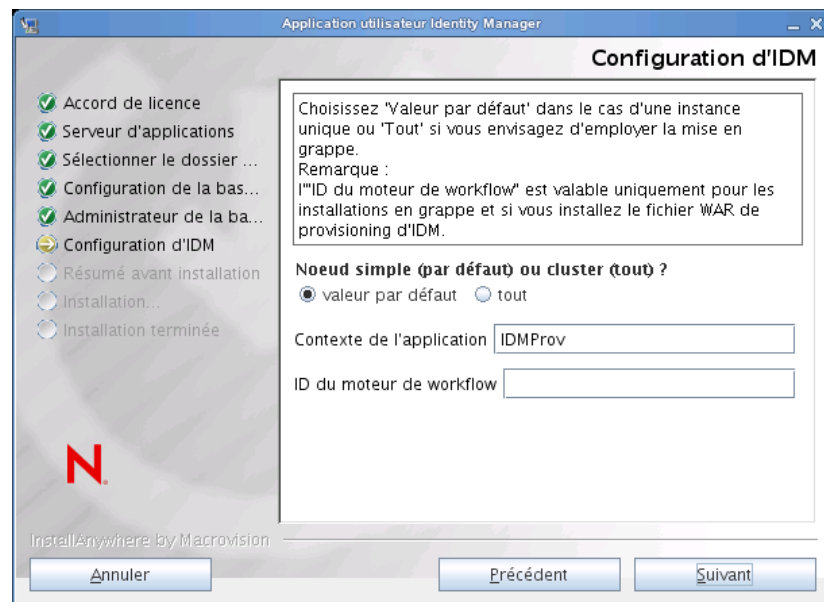 Application utilisateur Identity Manager
Configuration d'IDM
Accord de licence
Serveur d'applications
Sélectionner le dossier ...
Configuration de la bas...
Administrateur de la ba...
Configuration d'IDM
Résumé avant installation
Installation...
Installation terminée
Choisissez 'Valeur par défaut' dans le cas d'une instance
unique ou 'Tout' si vous envisagez d'employer la mise en
grappe.
Remarque :
l'"ID du moteur de workflow" est valable uniquement pour les
installations en grappe et si vous installez le fichier WAR de
provisioning d'IDM.
Noeud simple (par défaut) ou cluster (tout) ?
valeur par défaut tout
Contexte de l'application IDMProv
ID du moteur de workflow
N.
InstallAnywhere by Macrovision
Annuler Précédent Suivant